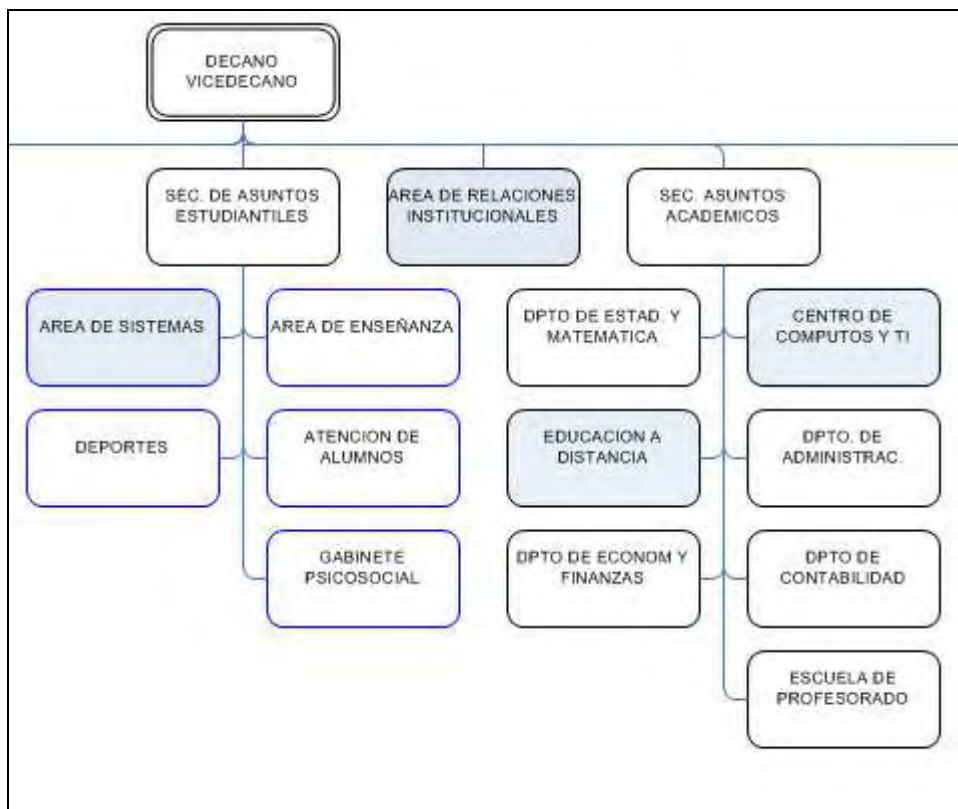 DECANO
VICEDECANO
SEC. DE ASUNTOS
ESTUDIANTILES
AREA DE RELACIONES
INSTITUCIONALES
SEC. ASUNTOS
ACADEMICOS
AREA DE SISTEMAS
AREA DE ENSEÑANZA
DPTO DE ESTAD. Y
MATEMATICA
CENTRO DE
COMPUTOS Y TI
DEPORTES
ATENCION DE
ALUMNOS
EDUCACION A
DISTANCIA
DPTO. DE
ADMINISTRAC.
GABINETE
PSICOSOCIAL
DPTO DE ECONOM Y
FINANZAS
DPTO DE
CONTABILIDAD
ESCUELA DE
PROFESORADO